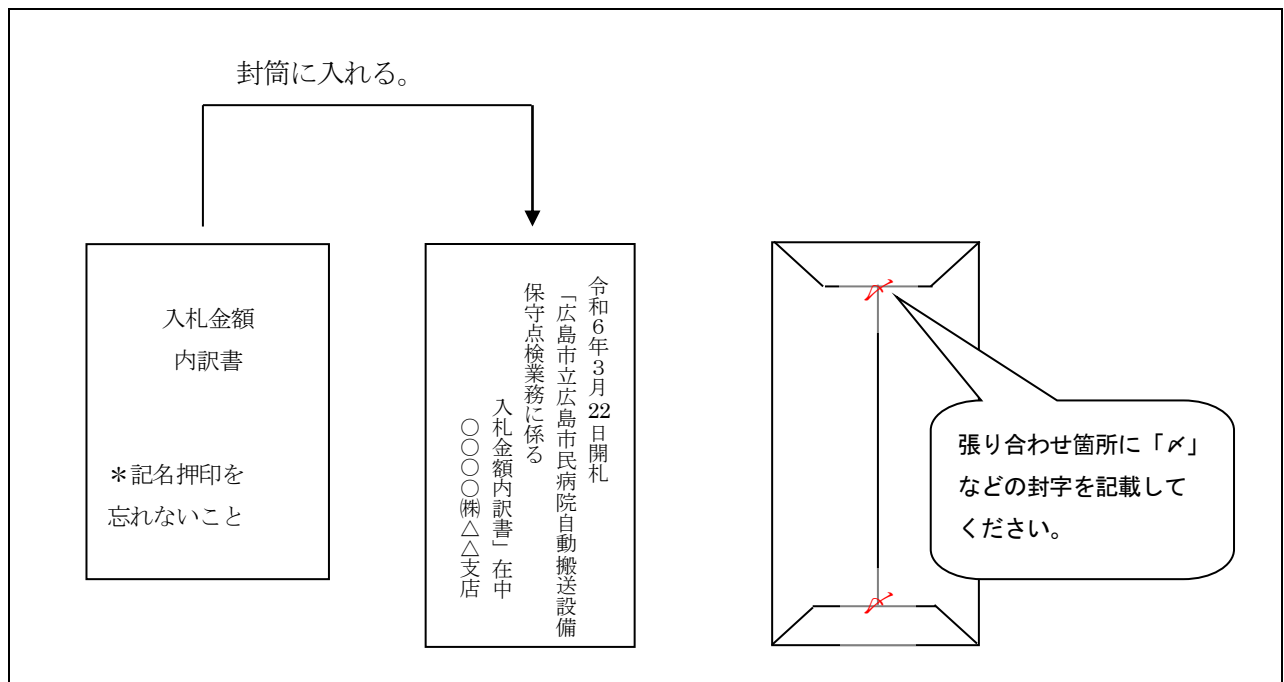 封筒に入れる。
入札金額
内訳書
＊記名押印を
忘れないこと
令和６年３月22日開札
「広島市立広島市民病院自動搬送設備
保守点検業務に係る
入札金額内訳書」在中
〇〇〇〇㈱△△支店
〆
張り合わせ箇所に「〆」
などの封字を記載して
ください。
〆